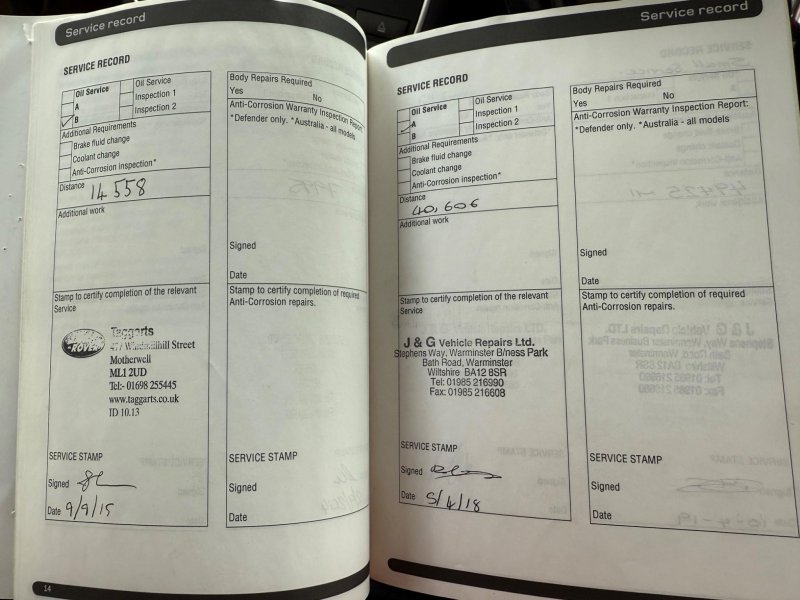 Service record
SERVICE RECORD
Oil Service
A
B
Oil Service
Inspection 1
Inspection 2
Additional Requirements
Brake fluid change
Coolant change
Anti-Corrosion inspection*
Distance
14 558
Additional work
Stamp to certify completion of the relevant
Service
Taggarts
Windmillhill Street
Motherwell
ML1 2UD
Tel:- 01698 255445
www.taggarts.co.uk
ID 10.13
SERVICE STAMP
Signed
Date 9/9/15
14
Body Repairs Required
Yes No
Anti-Corrosion Warranty Inspection Report
*Defender only. *Australia - all models
Signed
Date
Stamp to certify completion of required
Anti-Corrosion repairs.
SERVICE STAMP
Signed
Date
Service record
SERVICE RECORD
Oil Service
A
B
Oil Service
Inspection 1
Inspection 2
Additional Requirements
Brake fluid change
Coolant change
Anti-Corrosion inspection*
Distance
40,606
Additional work
Stamp to certify completion of the relevant
Service
J & G Vehicle Repairs Ltd.
Stephens Way, Warminster B/ness Park
Bath Road, Warminster
Wiltshire BA12 8SR
Tel: 01985 216990
Fax: 01985 216608
SERVICE STAMP
Signed
Date 5/4/18
Body Repairs Required
Yes No
Anti-Corrosion Warranty Inspection Report:
*Defender only. *Australia - all models
Signed
Date
Stamp to certify completion of required
Anti-Corrosion repairs.
SERVICE STAMP
Signed
Date